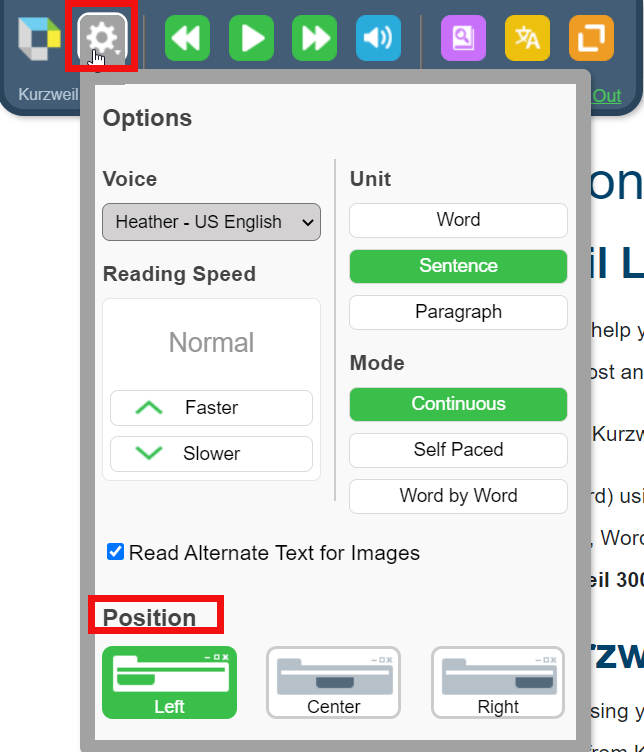 Kurzweil
Out
Options
Voice
Heather - US English
Reading Speed
Normal
Faster
Slower
Unit
Word
Sentence
Paragraph
Mode
Continuous
Self Paced
Word by Word
Read Alternate Text for Images
Position
Left
Center
Right
on
il L
help y
ost an
Kurzw
rd) usi
, Word
eil 300
rzw
sing y
from K